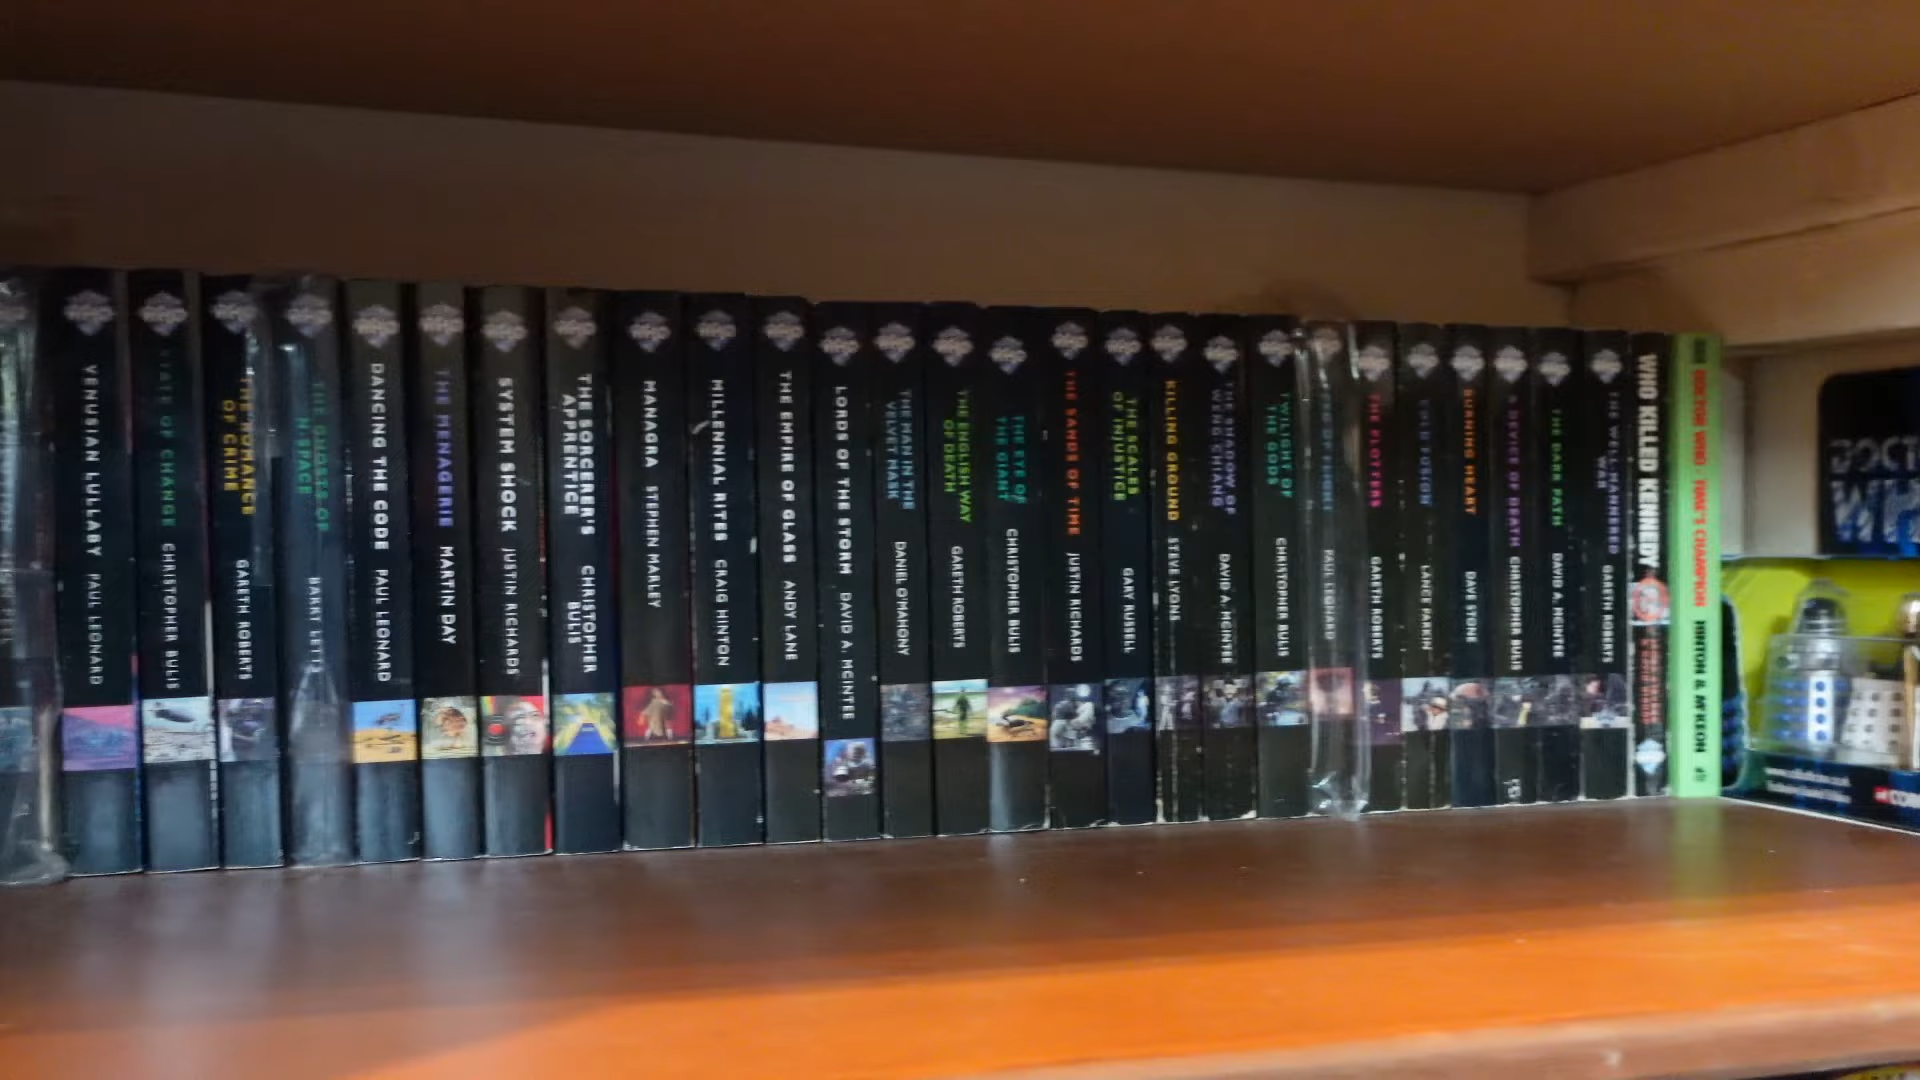 VENUSIAN LULLABY PAUL LEONARD
STATE OF CHANGE CHRISTOPHER BULIS
THE ROMANCE
OF CRIME
GARETH ROBERTS
THE GHOSTS OF
N-SPACE
BARRY LETTS
DANCING THE CODE PAUL LEONARD
THE MENAGERIE MARTIN DAY
SYSTEM SHOCK JUSTIN RICHARDS
THE SORCERER'S
APPRENTICE
CHRISTOPHER
BULIS
MANAGRA STEPHEN MARLEY
MILLENNIAL RITES CRAIG HINTON
THE EMPIRE OF GLASS ANDY LANE
LORDS OF THE STORM DAVID A. MCINTEE
THE MAN IN THE
VELVET MASK
DANIEL O'MAHONY
THE ENGLISH WAY
OF DEATH
GARETH ROBERTS
THE EYE OF
THE GIANT
CHRISTOPHER BULIS
THE SANDS OF TIME JUSTIN RICHARDS
THE SCALES
OF INJUSTICE
GARY RUSSELL
KILLING GROUND STEVE LYONS
THE SHADOW OF
WENG-CHIANG
DAVID A. MCINTEE
TWILIGHT OF
THE GODS
CHRISTOPHER BULIS
PAUL LEONARD
THE PLOTTERS GARETH ROBERTS
COLD FUSION LANCE PARKIN
BURNING HEART DAVE STONE
A DEVICE OF DEATH CHRISTOPHER BULIS
THE DARK PATH DAVID A. MCINTEE
THE WELL-MANNERED
WAR
GARETH ROBERTS
WHO KILLED KENNEDY
DOCTOR WHO TIME'S CHAMPION HINTON & MCKEON
DOCT
WH